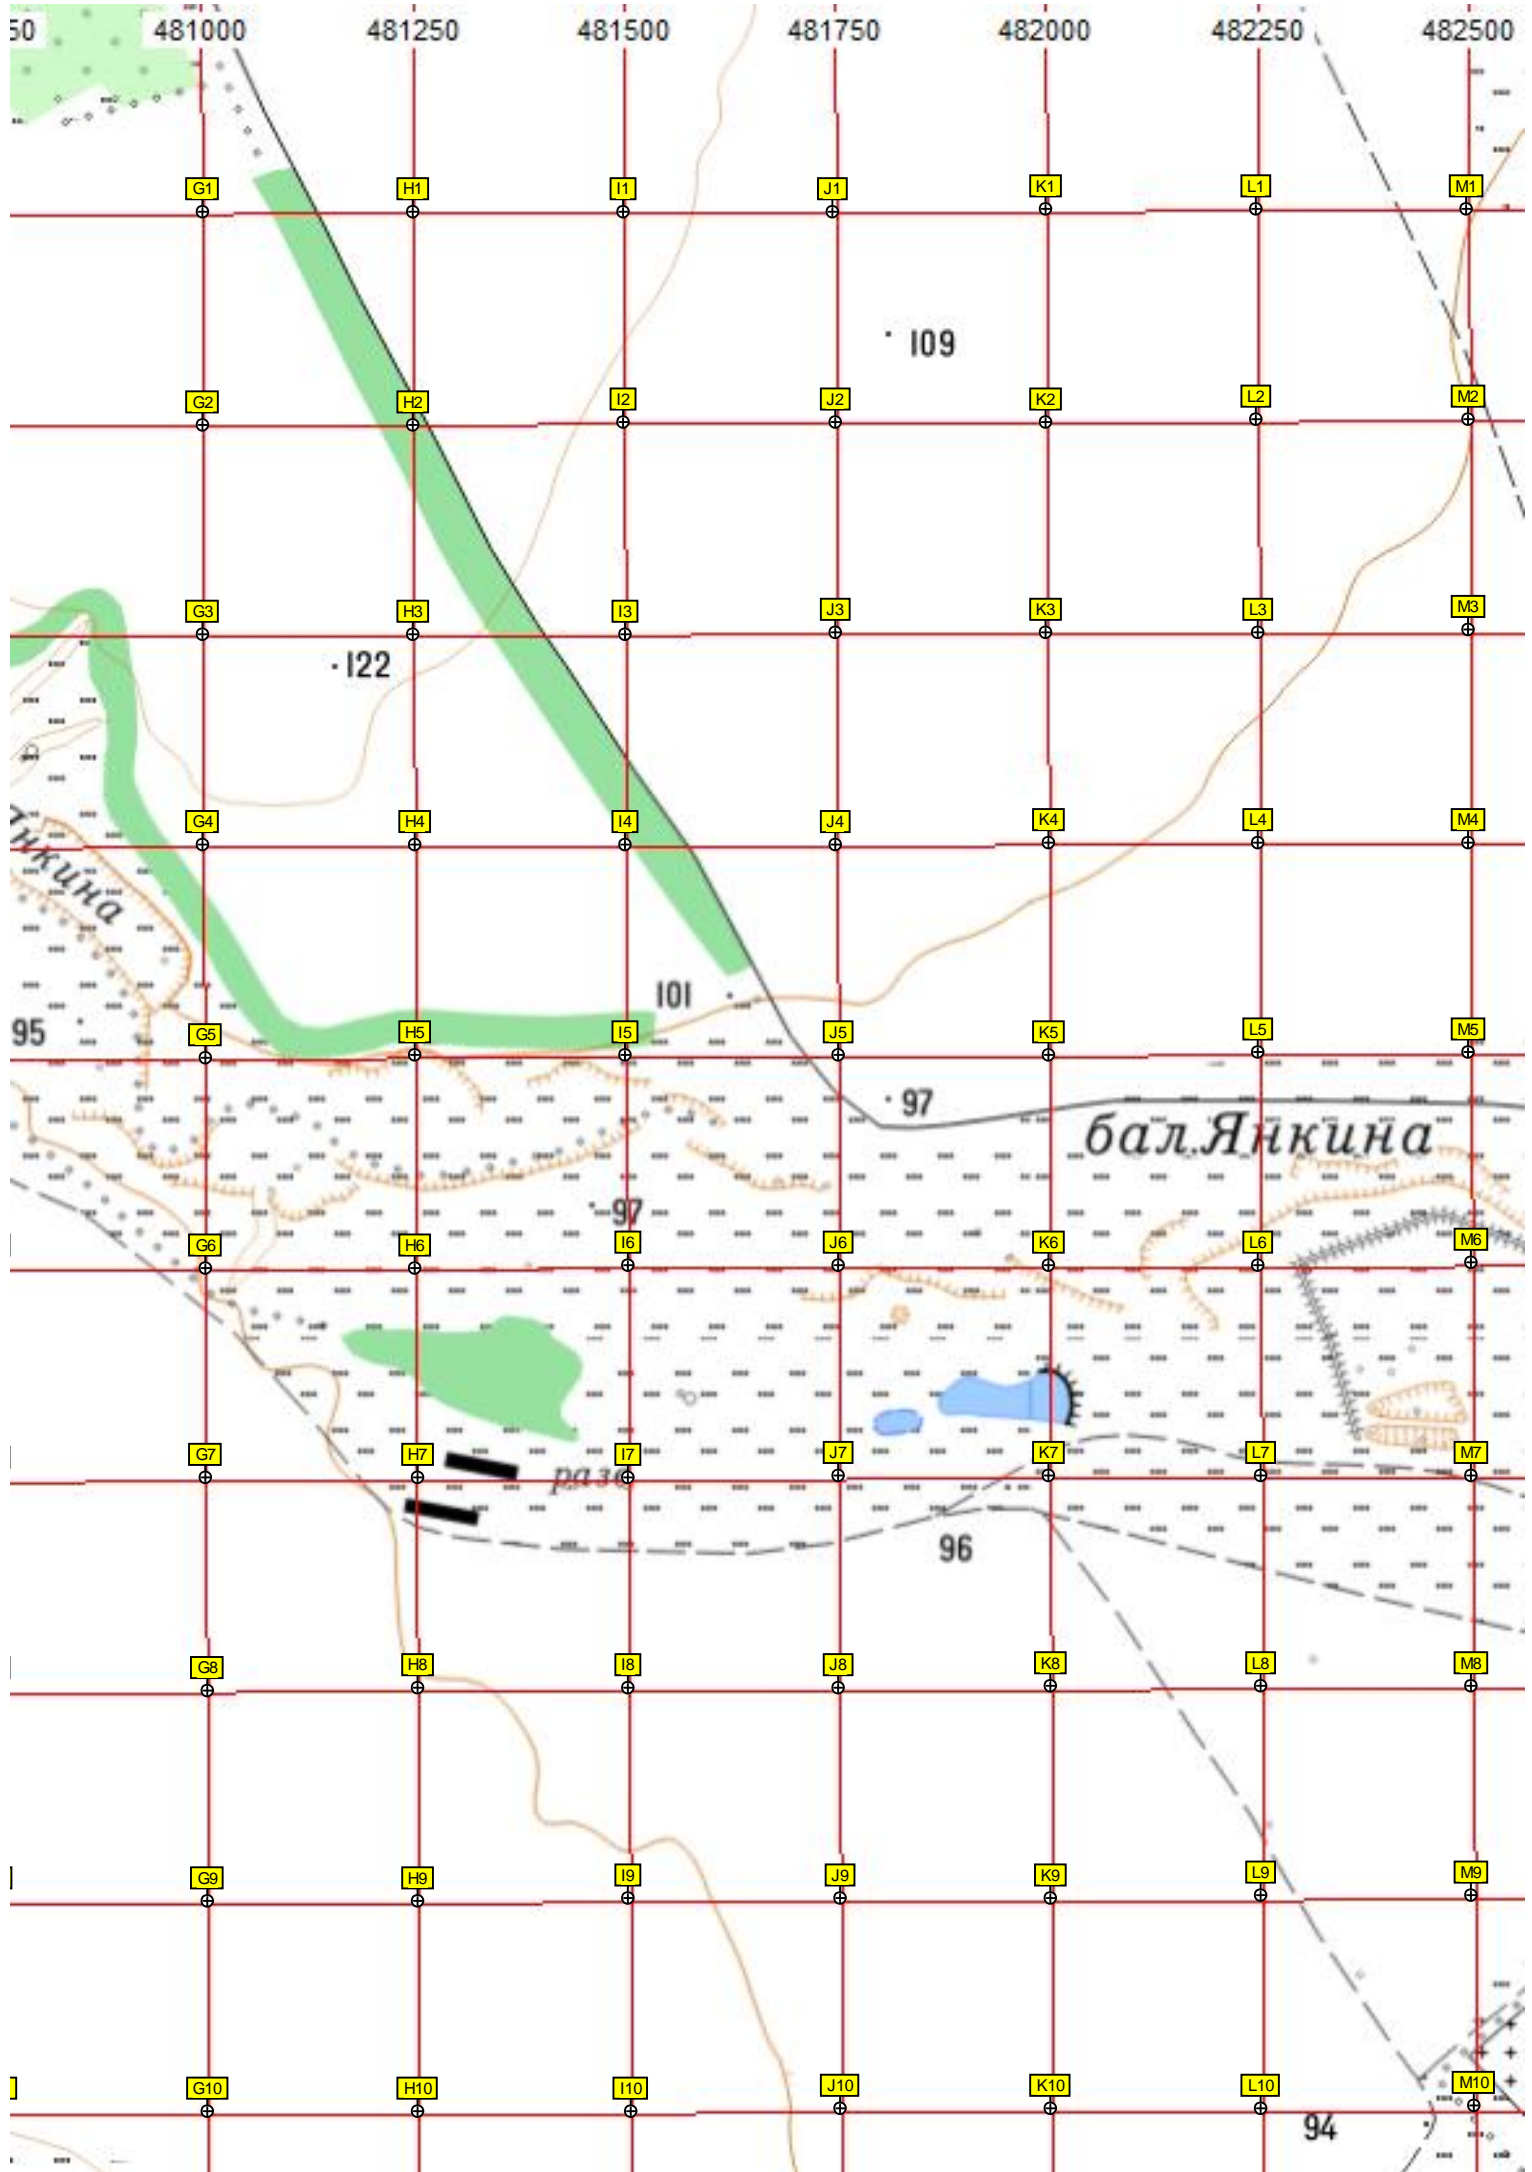 50 481000 481250 481500 481750 482000 482250 482500
G1 H1 I1 J1 K1 L1 M1
109
G2 H2 I2 J2 K2 L2 M2
G3 H3 I3 J3 K3 L3 M3
122
G4 H4 I4 J4 K4 L4 M4
Янкина
101
95
G5 H5 I5 J5 K5 L5 M5
97
бал.Янкина
97
G6 H6 I6 J6 K6 L6 M6
G7 H7 I7 J7 K7 L7 M7
96
G8 H8 I8 J8 K8 L8 M8
G9 H9 I9 J9 K9 L9 M9
G10 H10 I10 J10 K10 L10 M10
94